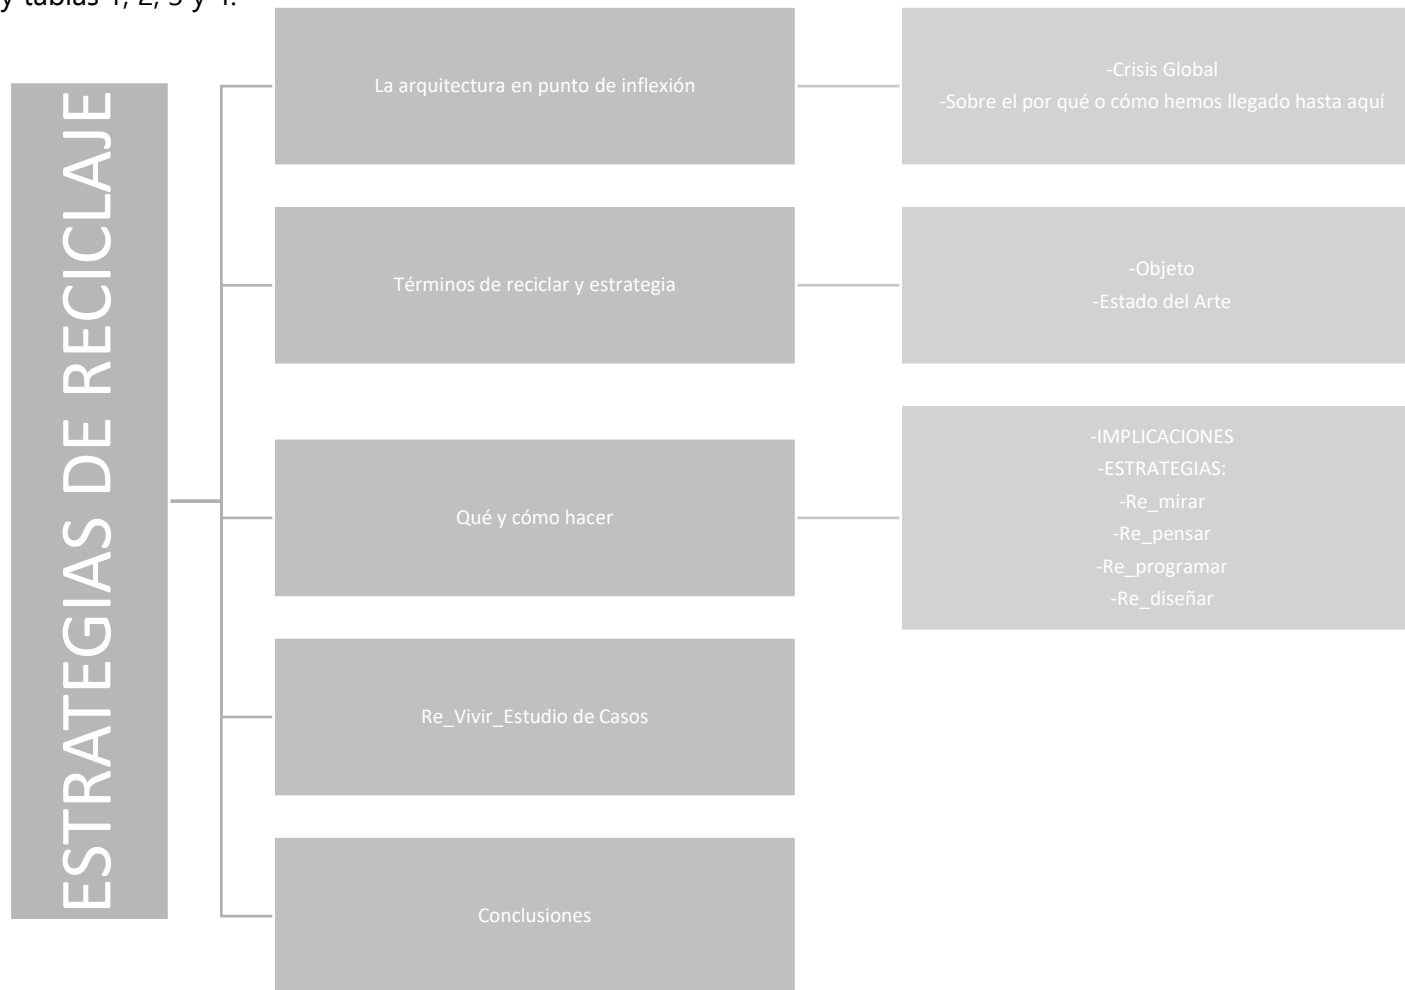 y tablas 1, 2, 3 y 4.
ESTRATEGIAS DE RECICLAJE
La arquitectura en punto de inflexión
-Crisis Global
-Sobre el por qué o cómo hemos llegado hasta aquí
Términos de reciclar y estrategia
-Objeto
-Estado del Arte
Qué y cómo hacer
-IMPLICACIONES
-ESTRATEGIAS:
-Re_mirar
-Re_pensar
-Re_programar
-Re_diseñar
Re_Vivir_Estudio de Casos
Conclusiones